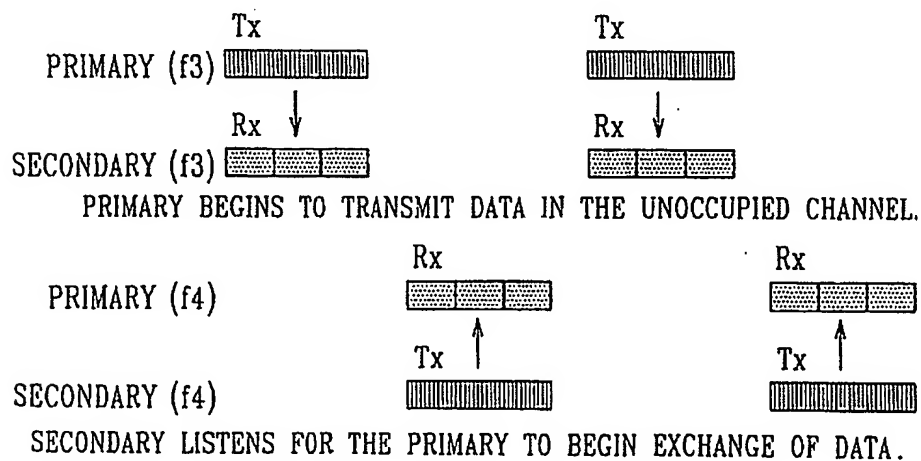 Tx Tx
PRIMARY (f3)
Rx Rx
SECONDARY (f3)
PRIMARY BEGINS TO TRANSMIT DATA IN THE UNOCCUPIED CHANNEL.
Rx Rx
PRIMARY (f4)
Tx Tx
SECONDARY (f4)
SECONDARY LISTENS FOR THE PRIMARY TO BEGIN EXCHANGE OF DATA.